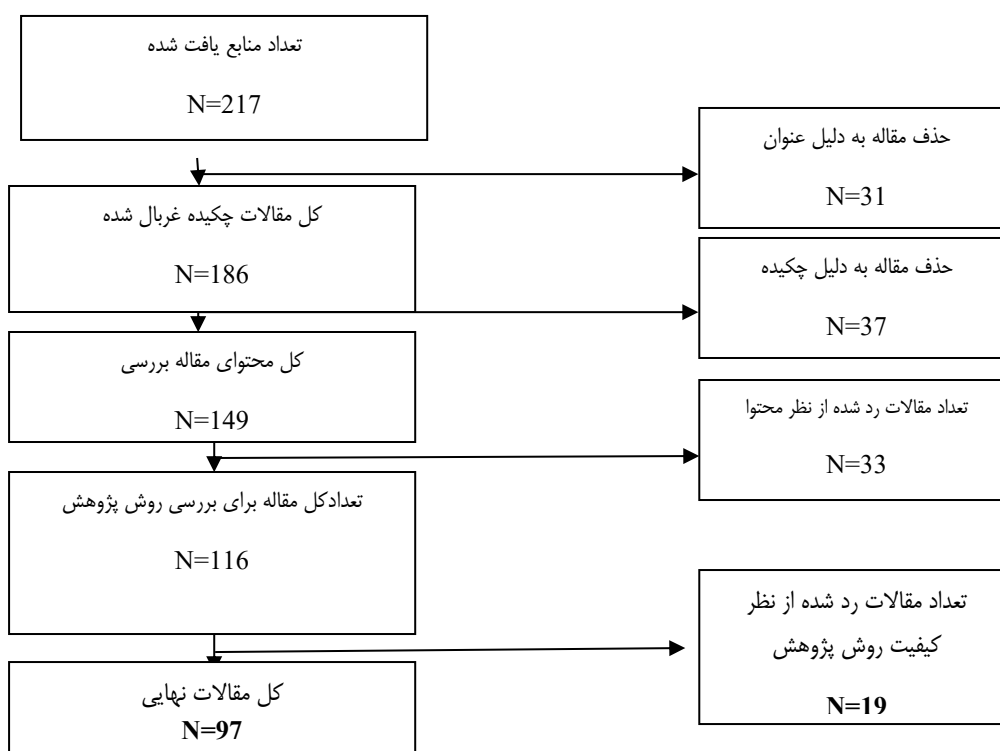 تعداد منابع یافت شده
N=217
حذف مقاله به دلیل عنوان
N=31
کل مقالات چکیده غربال شده
N=186
حذف مقاله به دلیل چکیده
N=37
کل محتوای مقاله بررسی
N=149
تعداد مقالات رد شده از نظر محتوا
N=33
تعدادکل مقاله برای بررسی روش پژوهش
N=116
تعداد مقالات رد شده از نظر
کیفیت روش پژوهش
N=19
کل مقالات نهایی
N=97